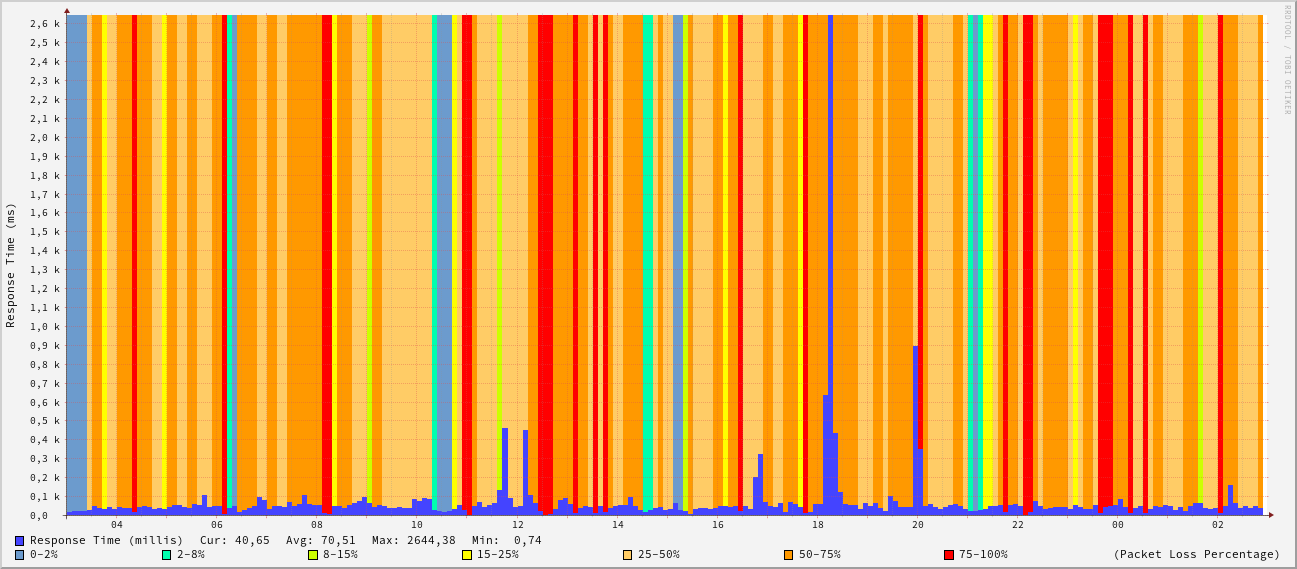 2,6 k
2,5 k
2,4 k
2,3 k
2,2 k
2,1 k
2,0 k
1,9 k
1,8 k
1,7 k
1,6 k
1,5 k
1,4 k
1,3 k
1,2 k
1,1 k
1,0 k
0,9 k
0,8 k
0,7 k
0,6 k
0,5 k
0,4 k
0,3 k
0,2 k
0,1 k
0,0
Response Time (ms)
RRDTOOL / TOBI OETIKER
04 06 08 10 12 14 16 18 20 22 00 02
Response Time (millis) Cur: 40,65 Avg: 70,51 Max: 2644,38 Min: 0,74
0-2% 2-8% 8-15% 15-25% 25-50% 50-75% 75-100% (Packet Loss Percentage)